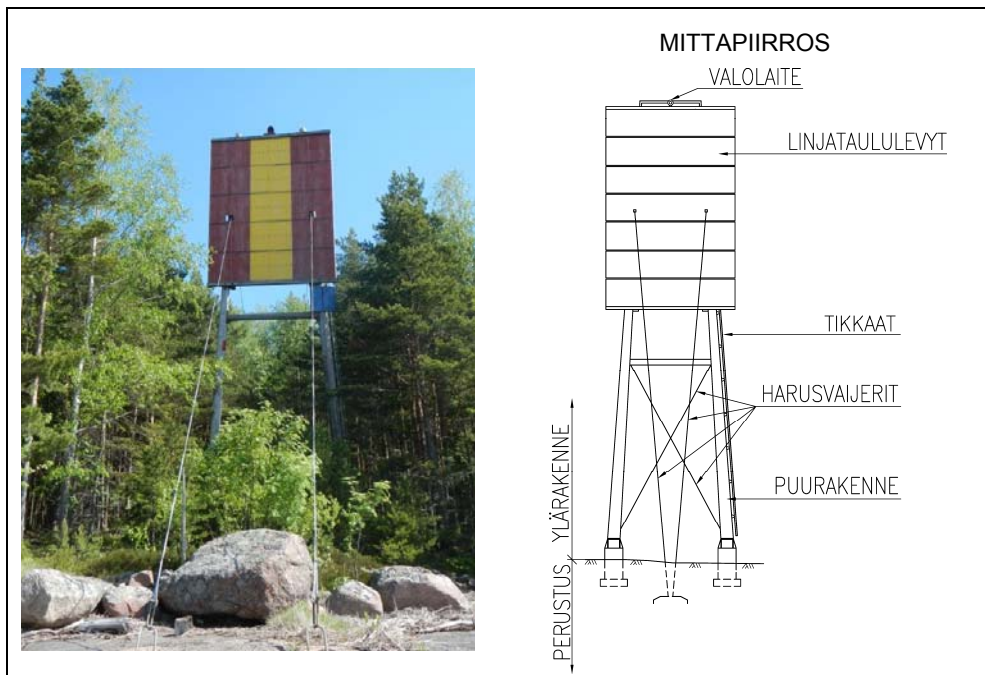 MITTAPIIRROS
VALOLAITE
LINJATAULULEVYT
TIKKAAT
HARUSVAIJERIT
PUURAKENNE
YLÄRAKENNE
PERUSTUS